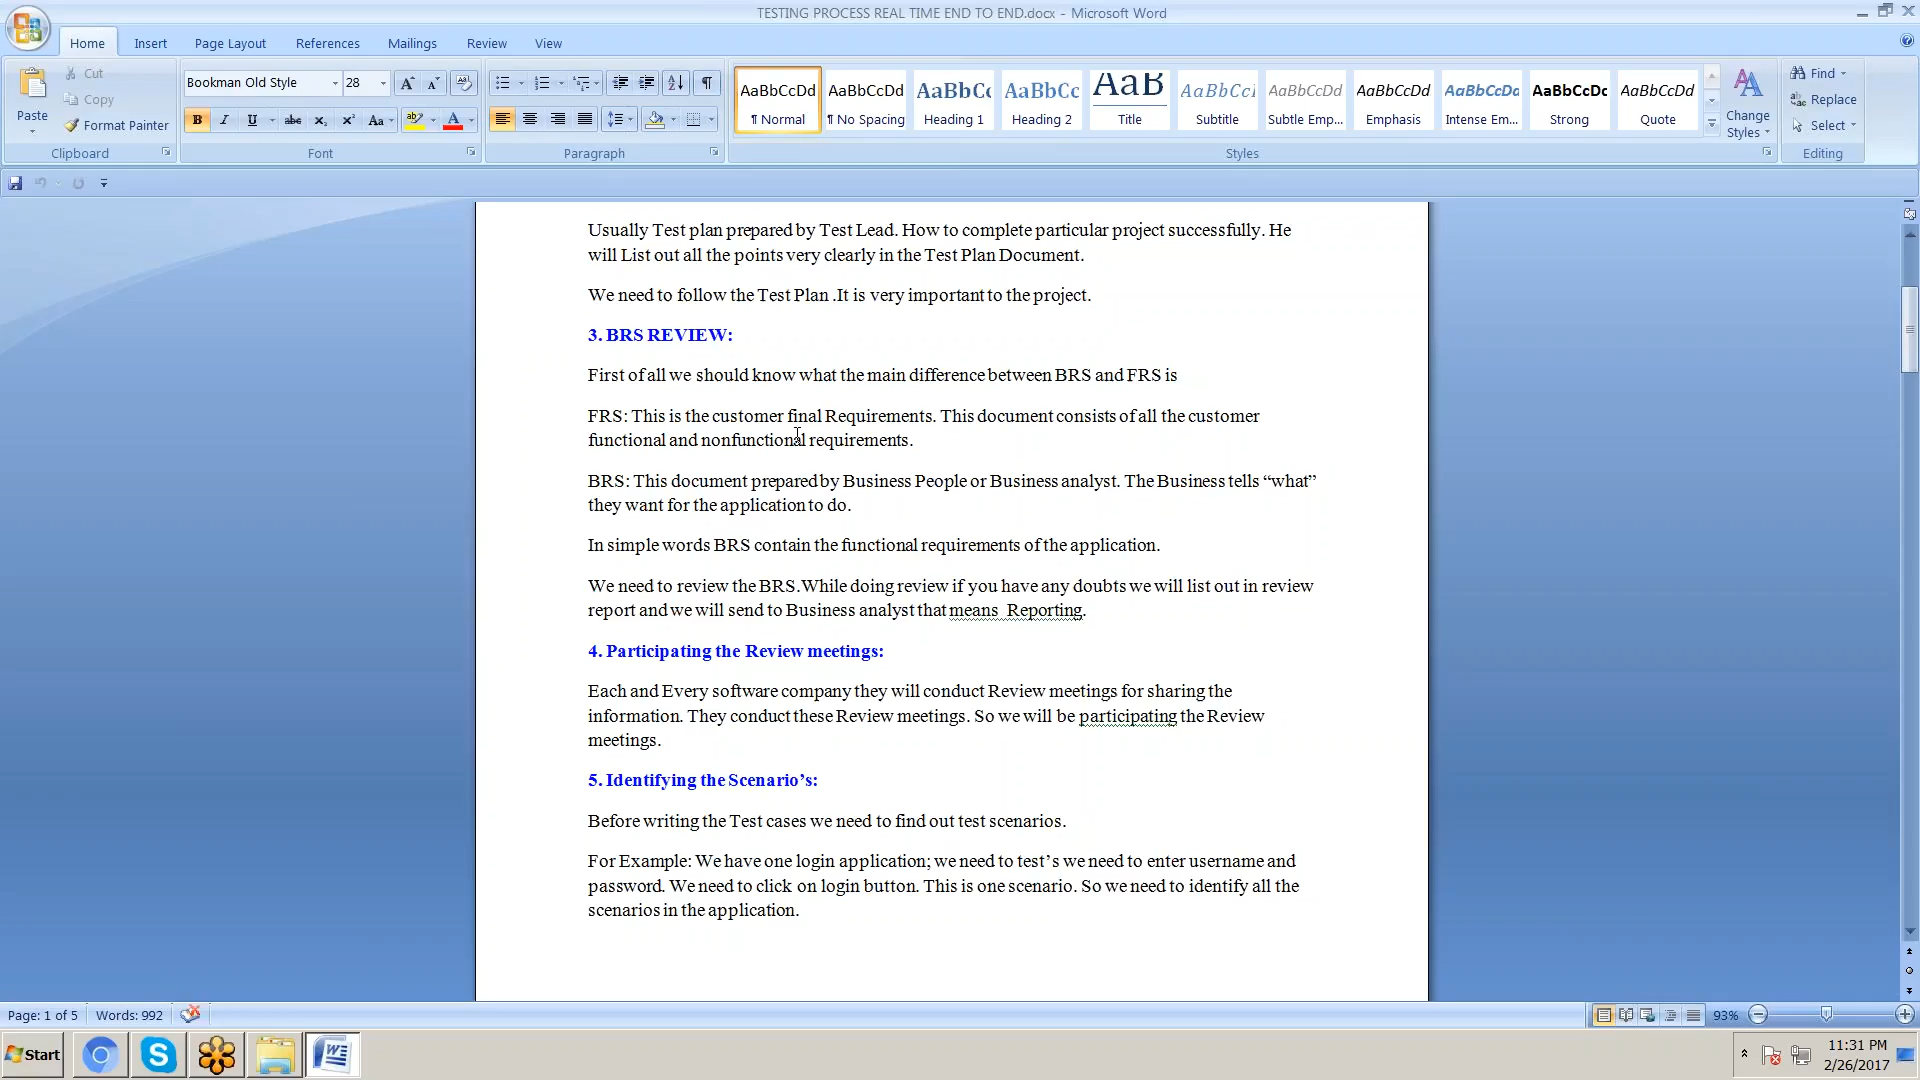 TESTING PROCESS REAL TIME END TO END.docx - Microsoft Word
Home Insert Page Layout References Mailings Review View
Paste
Cut
Copy
Format Painter
Clipboard
Bookman Old Style 28
Font
Paragraph
AaBbCcDd AaBbCcDd AaBbCc AaBbCc AaB AaBbCcI AaBbCcDd AaBbCcDd AaBbCcDd AaBbCcDc AaBbCcDd
¶ Normal ¶ No Spacing Heading 1 Heading 2 Title Subtitle Subtle Emp... Emphasis Intense Em... Strong Quote
Styles
Change
Styles
Find
Replace
Select
Editing
Usually Test plan prepared by Test Lead. How to complete particular project successfully. He
will List out all the points very clearly in the Test Plan Document.
We need to follow the Test Plan .It is very important to the project.
3. BRS REVIEW:
First of all we should know what the main difference between BRS and FRS is
FRS: This is the customer final Requirements. This document consists of all the customer
functional and nonfunctional requirements.
BRS: This document prepared by Business People or Business analyst. The Business tells “what”
they want for the application to do.
In simple words BRS contain the functional requirements of the application.
We need to review the BRS.While doing review if you have any doubts we will list out in review
report and we will send to Business analyst that means Reporting.
4. Participating the Review meetings:
Each and Every software company they will conduct Review meetings for sharing the
information. They conduct these Review meetings. So we will be participating the Review
meetings.
5. Identifying the Scenario’s:
Before writing the Test cases we need to find out test scenarios.
For Example: We have one login application; we need to test’s we need to enter username and
password. We need to click on login button. This is one scenario. So we need to identify all the
scenarios in the application.
Page: 1 of 5 Words: 992 93%
Start 11:31 PM
2/26/2017